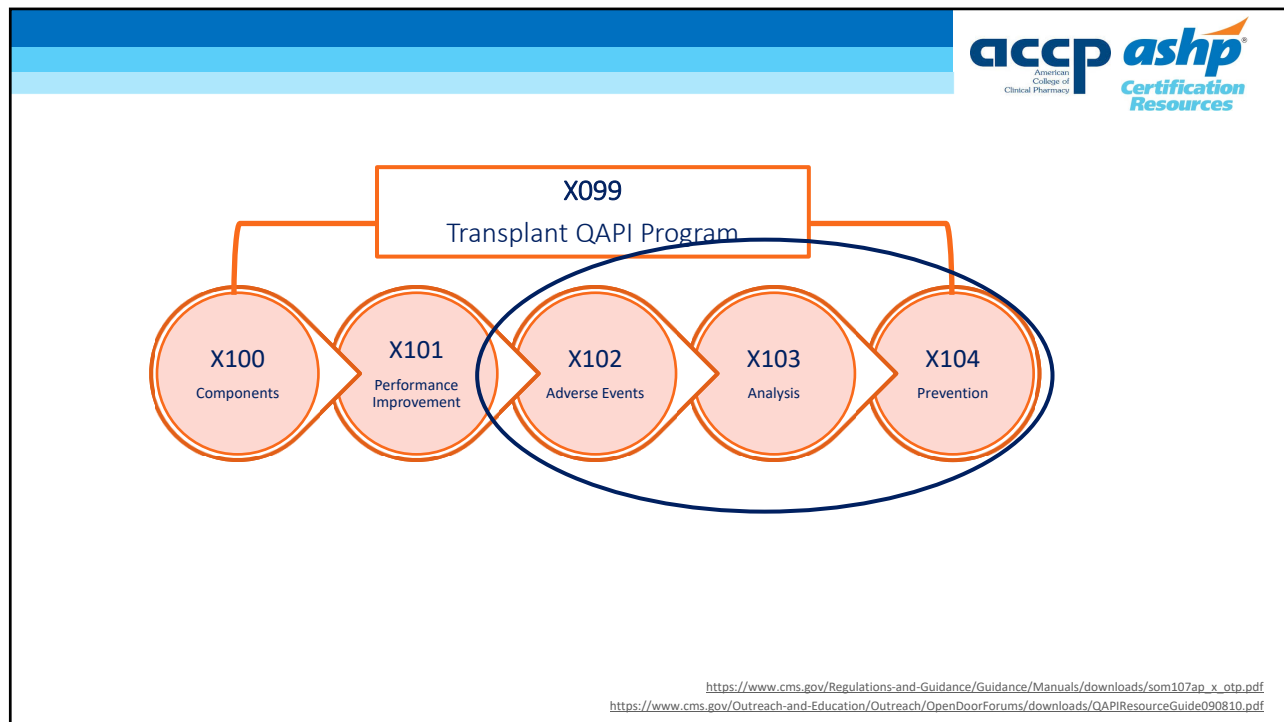 accp
American
College of
Clinical Pharmacy
ashp®
Certification
Resources
X099
Transplant QAPI Program
X100
Components
X101
Performance
Improvement
X102
Adverse Events
X103
Analysis
X104
Prevention
https://www.cms.gov/Regulations-and-Guidance/Guidance/Manuals/downloads/som107ap_x_otp.pdf
https://www.cms.gov/Outreach-and-Education/Outreach/OpenDoorForums/downloads/QAPIResourceGuide090810.pdf